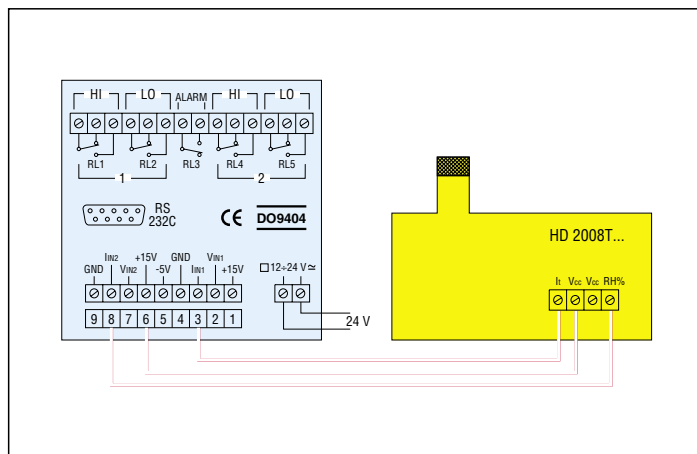 HI LO ALARM HI LO
RL1 RL2 RL3 RL4 RL5
1 2
RS
232C
CE DO9404
HD 2008T...
IIN2 +15V GND VIN1
GND VIN2 -5V IIN1 +15V
12÷24 V ≃
It Vcc Vcc RH%
9 8 7 6 5 4 3 2 1
24 V